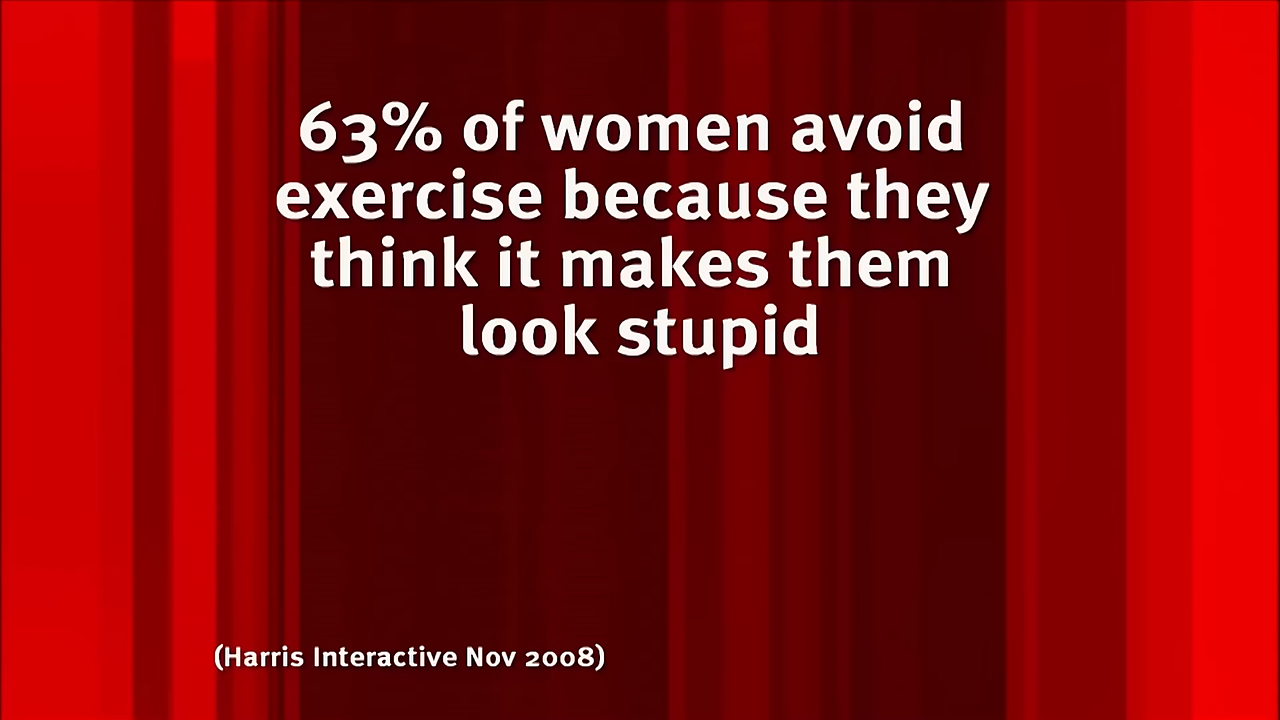 63% of women avoid
exercise because they
think it makes them
look stupid
(Harris Interactive Nov 2008)